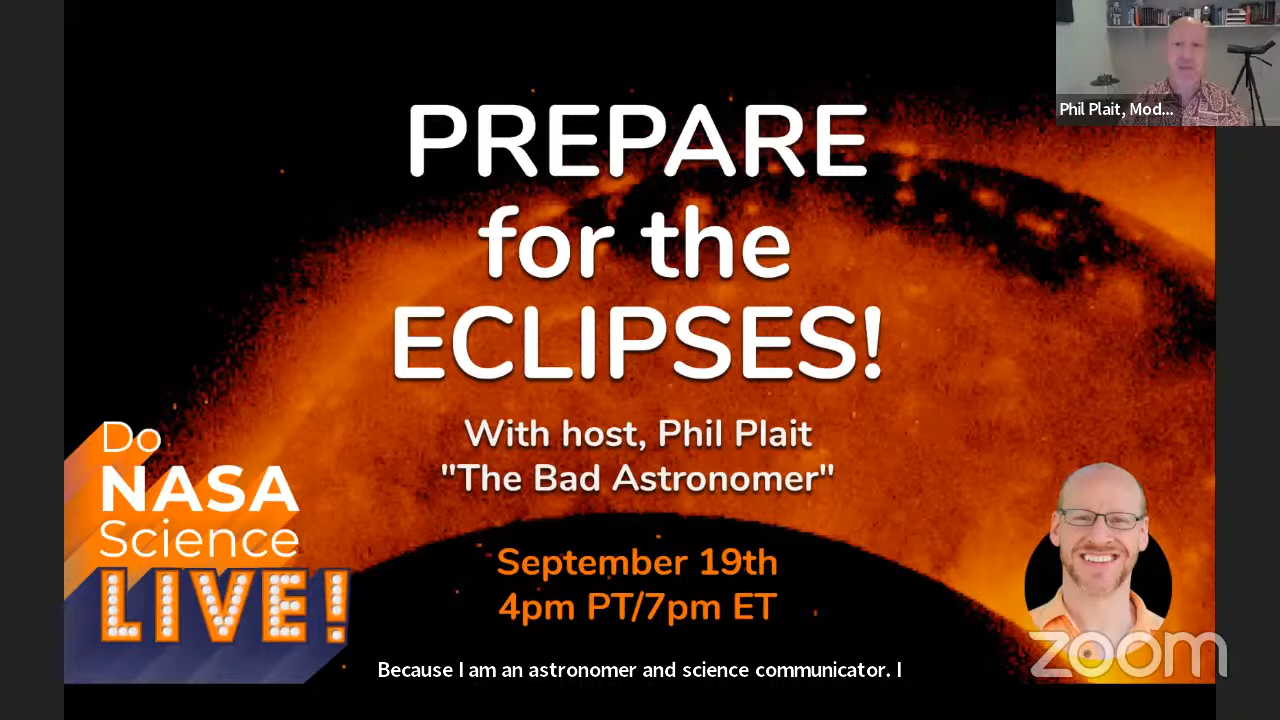 Phil Plait, Mod...
PREPARE
for the
ECLIPSES!
With host, Phil Plait
"The Bad Astronomer"
September 19th
4pm PT/7pm ET
Do
NASA
Science
LIVE!
zoom
Because I am an astronomer and science communicator. I